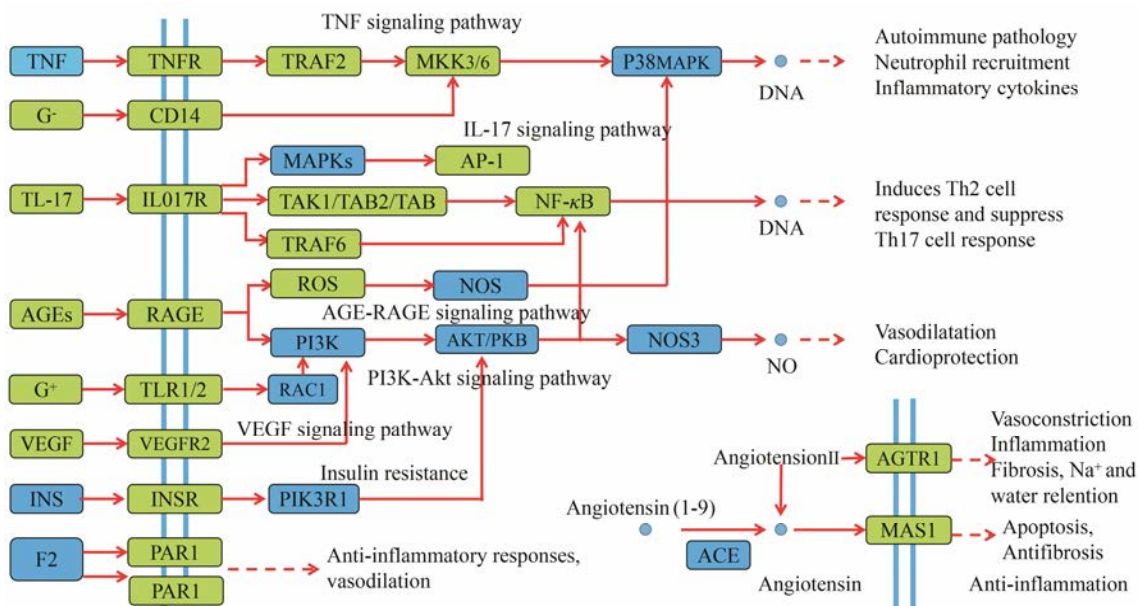 TNF signaling pathway
TNF
TNFR
TRAF2
MKK3/6
P38MAPK
DNA
Autoimmune pathology
Neutrophil recruitment
Inflammatory cytokines
G-
CD14
IL-17 signaling pathway
MAPKs
AP-1
TL-17
IL017R
TAK1/TAB2/TAB
NF-κB
DNA
Induces Th2 cell
response and suppress
Th17 cell response
TRAF6
ROS
NOS
AGE-RAGE signaling pathway
AGEs
RAGE
PI3K
AKT/PKB
NOS3
NO
Vasodilatation
Cardioprotection
PI3K-Akt signaling pathway
G+
TLR1/2
RAC1
VEGF signaling pathway
VEGF
VEGFR2
Insulin resistance
INS
INSR
PIK3R1
F2
PAR1
PAR1
Anti-inflammatory responses,
vasodilation
AngiotensionII
AGTR1
Vasoconstriction
Inflammation
Fibrosis, Na+ and
water relention
Angiotensin (1-9)
ACE
Angiotensin
MAS1
Apoptosis,
Antifibrosis
Anti-inflammation